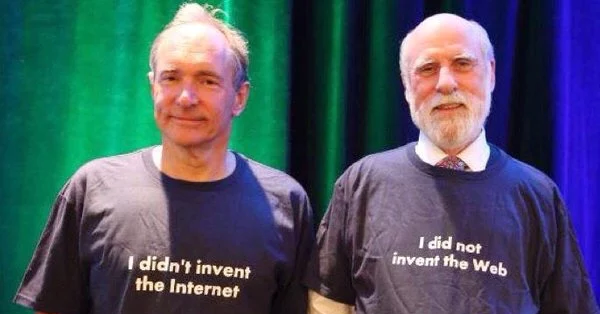 I didn't invent
the Internet
I did not
invent the Web